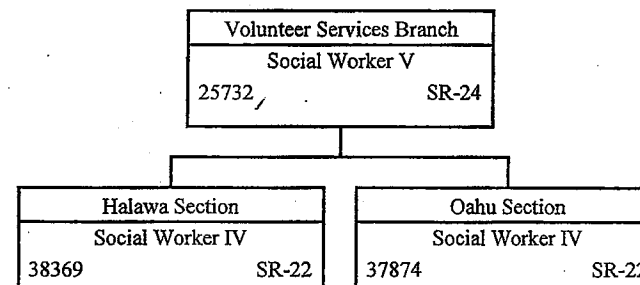 Volunteer Services Branch
Social Worker V
25732 SR-24
Halawa Section
Social Worker IV
38369 SR-22
Oahu Section
Social Worker IV
37874 SR-22